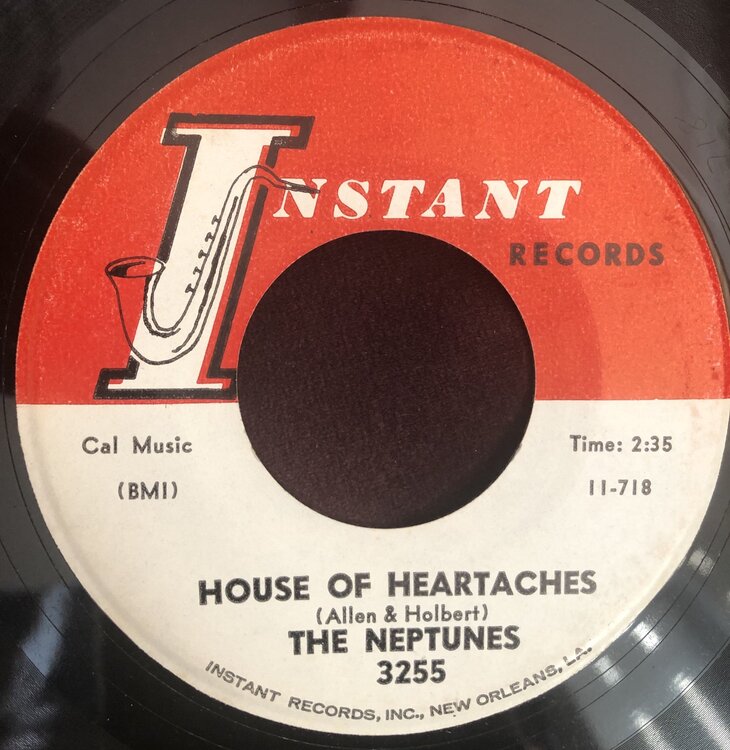 INSTANT
RECORDS
Cal Music
(BMI)
Time: 2:35
11-718
HOUSE OF HEARTACHES
(Allen & Holbert)
THE NEPTUNES
3255
INSTANT RECORDS, INC., NEW ORLEANS, LA.